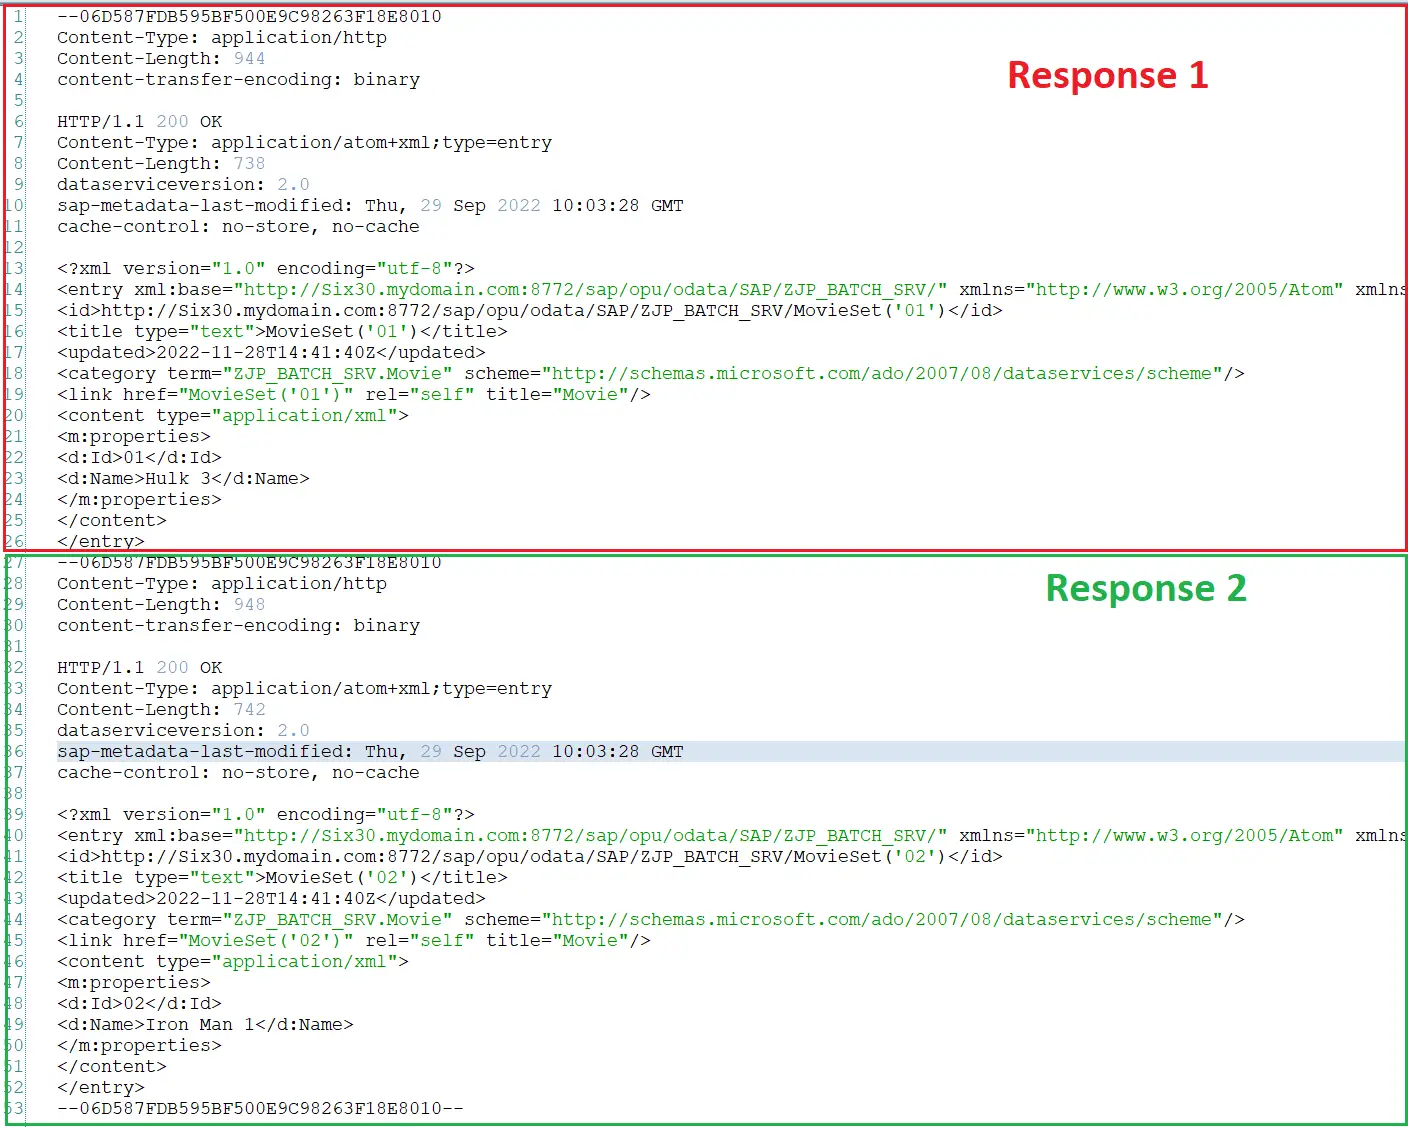 1 --06D587FDB595BF500E9C98263F18E8010
2 Content-Type: application/http
3 Content-Length: 944
Response 1
4 content-transfer-encoding: binary
5
6 HTTP/1.1 200 OK
7 Content-Type: application/atom+xml;type=entry
8 Content-Length: 738
9 dataserviceversion: 2.0
10 sap-metadata-last-modified: Thu, 29 Sep 2022 10:03:28 GMT
11 cache-control: no-store, no-cache
12
13 <?xml version="1.0" encoding="utf-8"?>
14 <entry xml:base="http://Six30.mydomain.com:8772/sap/opu/odata/SAP/ZJP_BATCH_SRV/" xmlns="http://www.w3.org/2005/Atom" xmlns
15 <id>http://Six30.mydomain.com:8772/sap/opu/odata/SAP/ZJP_BATCH_SRV/MovieSet('01')</id>
16 <title type="text">MovieSet('01')</title>
17 <updated>2022-11-28T14:41:40Z</updated>
18 <category term="ZJP_BATCH_SRV.Movie" scheme="http://schemas.microsoft.com/ado/2007/08/dataservices/scheme"/>
19 <link href="MovieSet('01')" rel="self" title="Movie"/>
20 <content type="application/xml">
21 <m:properties>
22 <d:Id>01</d:Id>
23 <d:Name>Hulk 3</d:Name>
24 </m:properties>
25 </content>
26 </entry>
27 --06D587FDB595BF500E9C98263F18E8010
28 Content-Type: application/http
Response 2
29 Content-Length: 948
30 content-transfer-encoding: binary
31
32 HTTP/1.1 200 OK
33 Content-Type: application/atom+xml;type=entry
34 Content-Length: 742
35 dataserviceversion: 2.0
36 sap-metadata-last-modified: Thu, 29 Sep 2022 10:03:28 GMT
37 cache-control: no-store, no-cache
38
39 <?xml version="1.0" encoding="utf-8"?>
40 <entry xml:base="http://Six30.mydomain.com:8772/sap/opu/odata/SAP/ZJP_BATCH_SRV/" xmlns="http://www.w3.org/2005/Atom" xmlns
41 <id>http://Six30.mydomain.com:8772/sap/opu/odata/SAP/ZJP_BATCH_SRV/MovieSet('02')</id>
42 <title type="text">MovieSet('02')</title>
43 <updated>2022-11-28T14:41:40Z</updated>
44 <category term="ZJP_BATCH_SRV.Movie" scheme="http://schemas.microsoft.com/ado/2007/08/dataservices/scheme"/>
45 <link href="MovieSet('02')" rel="self" title="Movie"/>
46 <content type="application/xml">
47 <m:properties>
48 <d:Id>02</d:Id>
49 <d:Name>Iron Man 1</d:Name>
50 </m:properties>
51 </content>
52 </entry>
53 --06D587FDB595BF500E9C98263F18E8010--